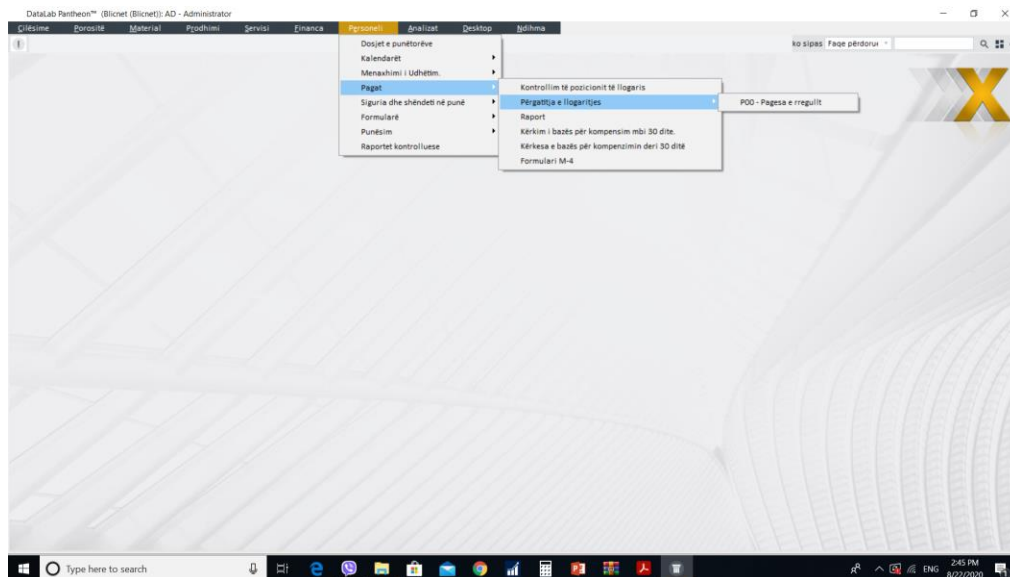 DataLab Pantheon™ (Blicnet (Blicnet)): AD - Administrator
Cilësime Porositë Material Prodhimi Servisi Financa Personeli Analizat Desktop Ndihma
ko sipas Faqe përdorue
Dosjet e punëtorëve
Kalendarët
Menaxhimi i Udhëtim.
Pagat
Siguria dhe shëndeti në punë
Formularë
Punësim
Raportet kontrolluese
Kontrollim të pozicionit të llogaris
Përgatitja e llogaritjes
Raport
Kërkim i bazës për kompensim mbi 30 dite.
Kërkesa e bazës për kompenzimin deri 30 ditë
Formulari M-4
P00 - Pagesa e rregullt
X
Type here to search
ENG
2:45 PM
8/22/2020